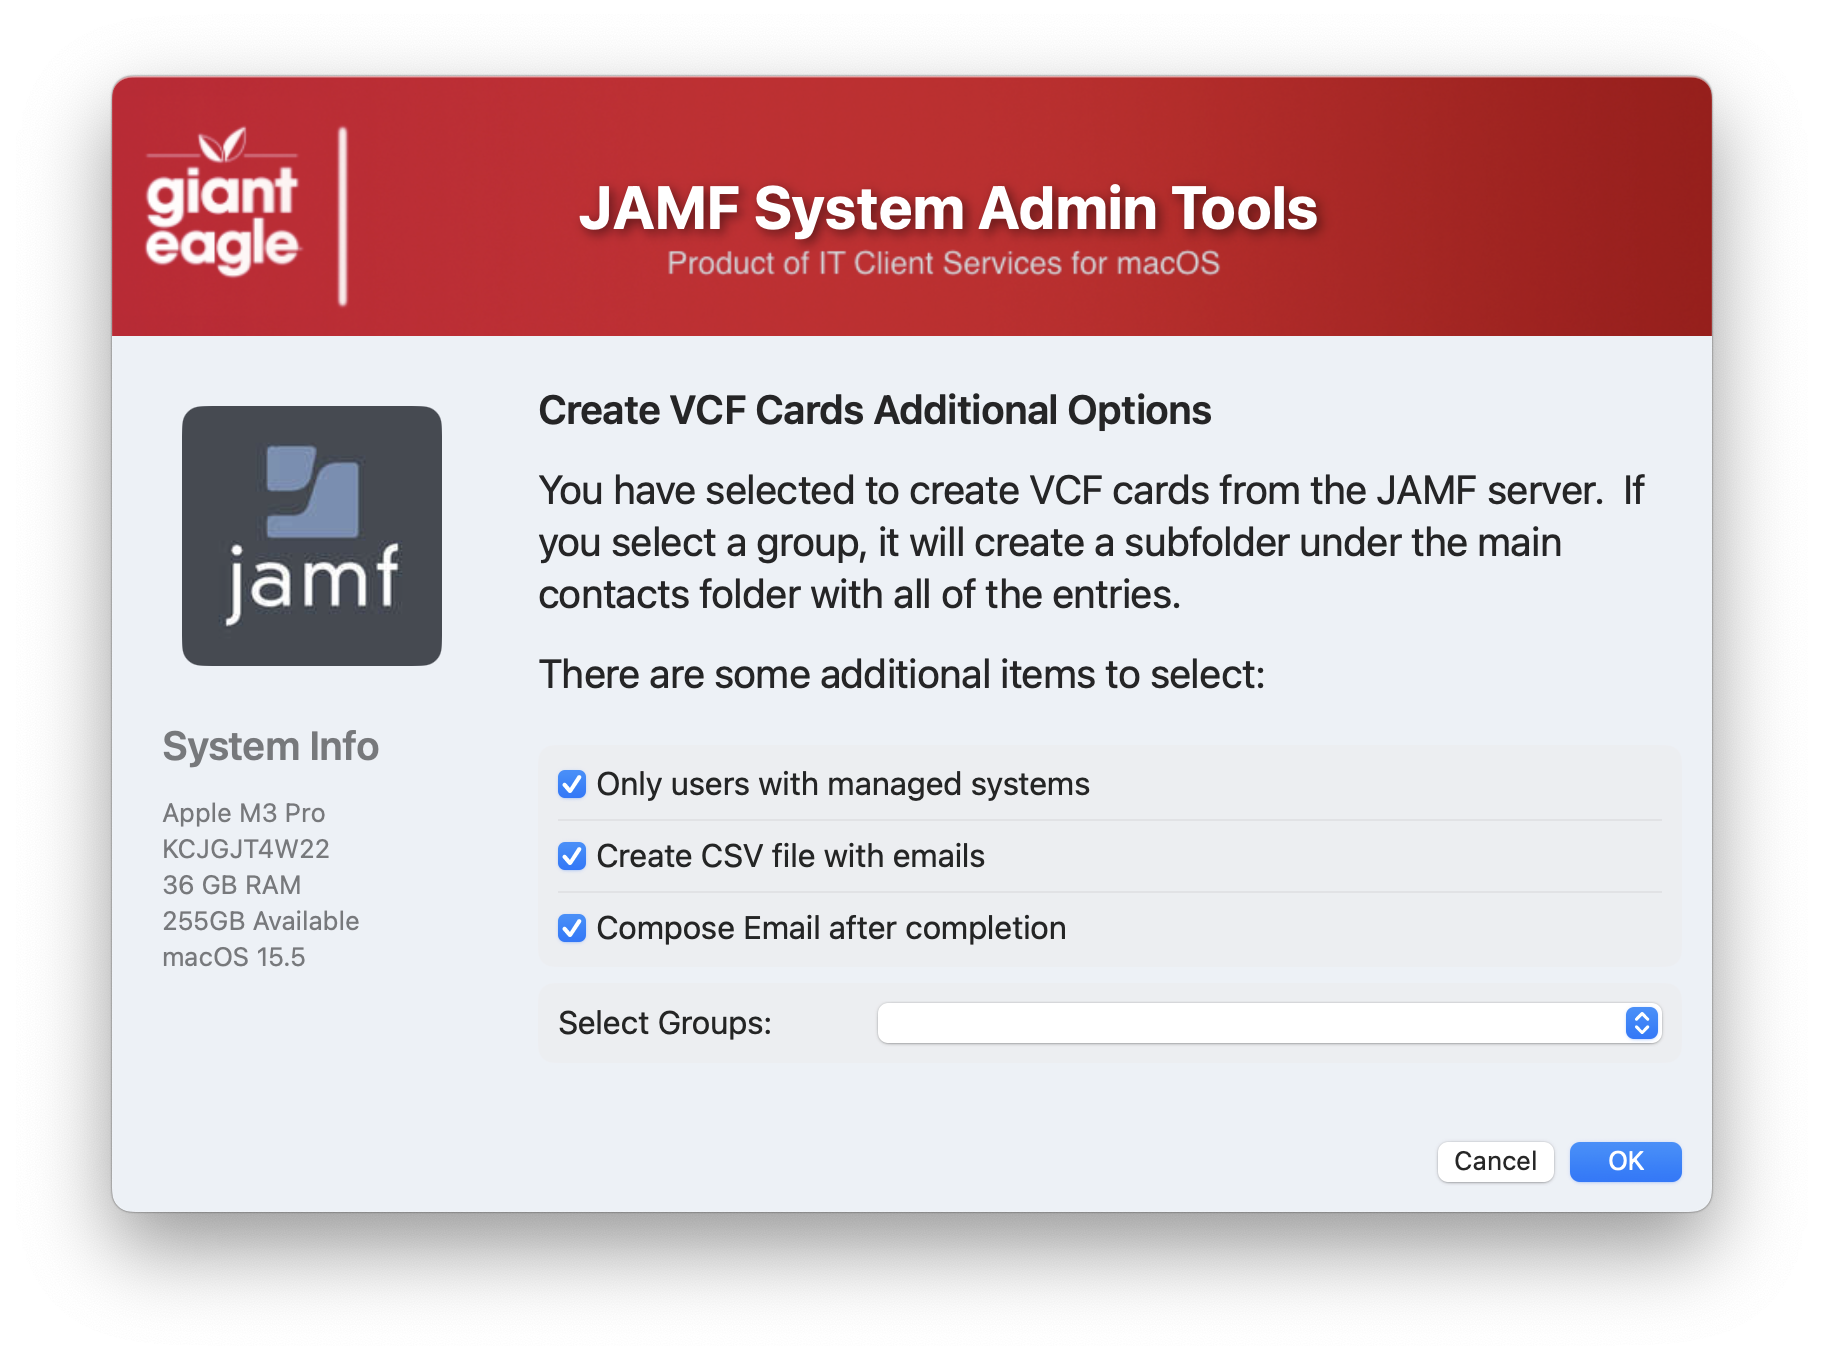 giant
eagle
JAMF System Admin Tools
Product of IT Client Services for macOS
jamf
System Info
Apple M3 Pro
KCJGJT4W22
36 GB RAM
255GB Available
macOS 15.5
Create VCF Cards Additional Options
You have selected to create VCF cards from the JAMF server.  If
you select a group, it will create a subfolder under the main
contacts folder with all of the entries.
There are some additional items to select:
Only users with managed systems
Create CSV file with emails
Compose Email after completion
Select Groups:
Cancel
OK